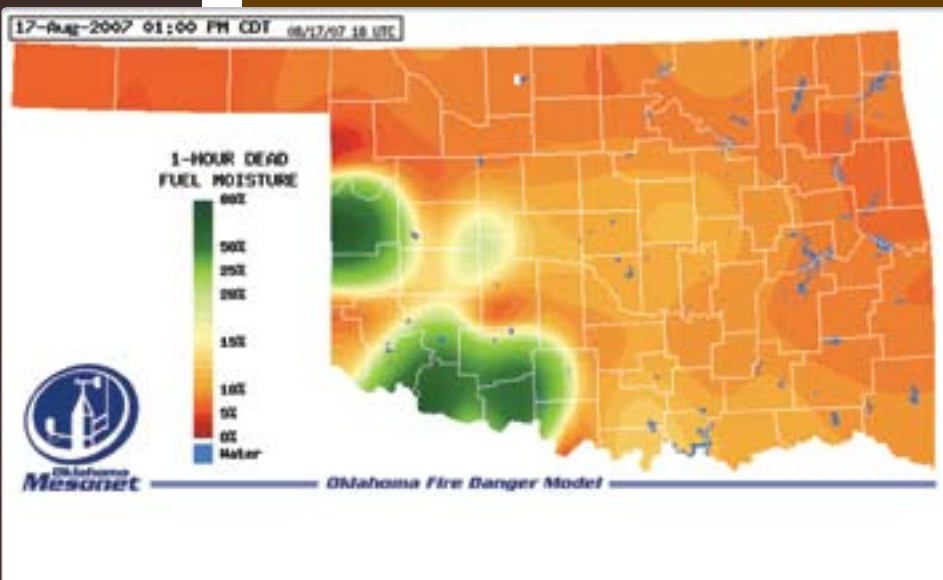 17-Aug-2007 01:00 PM CDT 08/17/07 18 UTC
1-HOUR DEAD
FUEL MOISTURE
80%
50%
25%
20%
15%
10%
5%
0%
Water
Oklahoma
Mesonet
Oklahoma Fire Danger Model